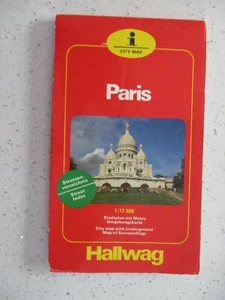 i
CITY MAP
Paris
Strassen-
verzeichnis
Street
Index
1:17 500
Stadtplan mit Metro
Umgebungskarte
City map with Underground
Map of Surroundings
Hallwag